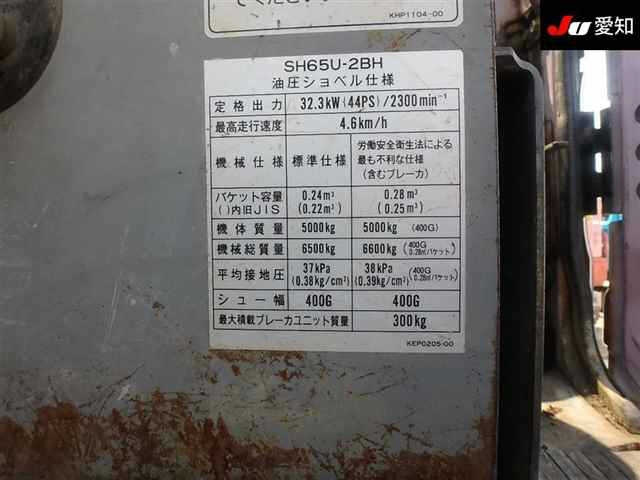 てください
KHP1104-00
JU 愛知
SH65U-2BH
油圧ショベル仕様
定格出力 32.3kW(44PS)/2300min⁻¹
最高走行速度 4.6km/h
機械仕様 標準仕様 労働安全衛生法による
最も不利な仕様
(含むブレーカ)
バケット容量 0.24m³ 0.28m³
( )内旧JIS (0.22m³) (0.25m³)
機体質量 5000kg 5000kg (400G)
機械総質量 6500kg 6600kg (400G 0.28m³バケット)
平均接地圧 37kPa 38kPa (400G 0.28m³バケット)
(0.38kg/cm²) (0.39kg/cm²)
シュー幅 400G 400G
最大積載ブレーカユニット質量 300kg
KEP0205-00